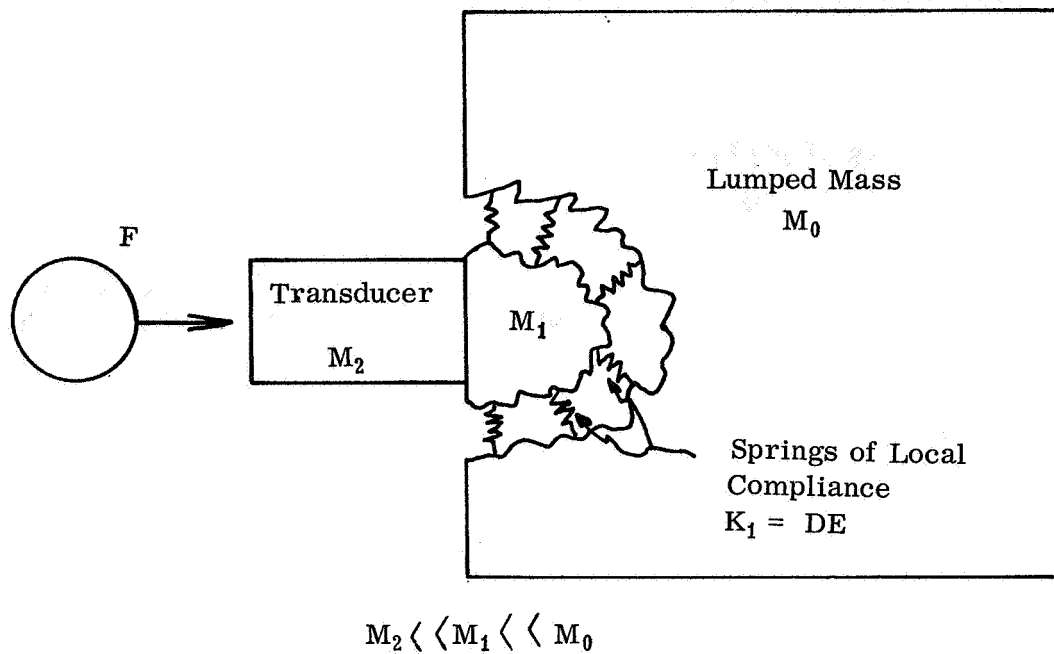 Lumped Mass
M₀
F
Transducer
M₂
M₁
Springs of Local
Compliance
K₁ = DE
M₂ << M₁ << M₀